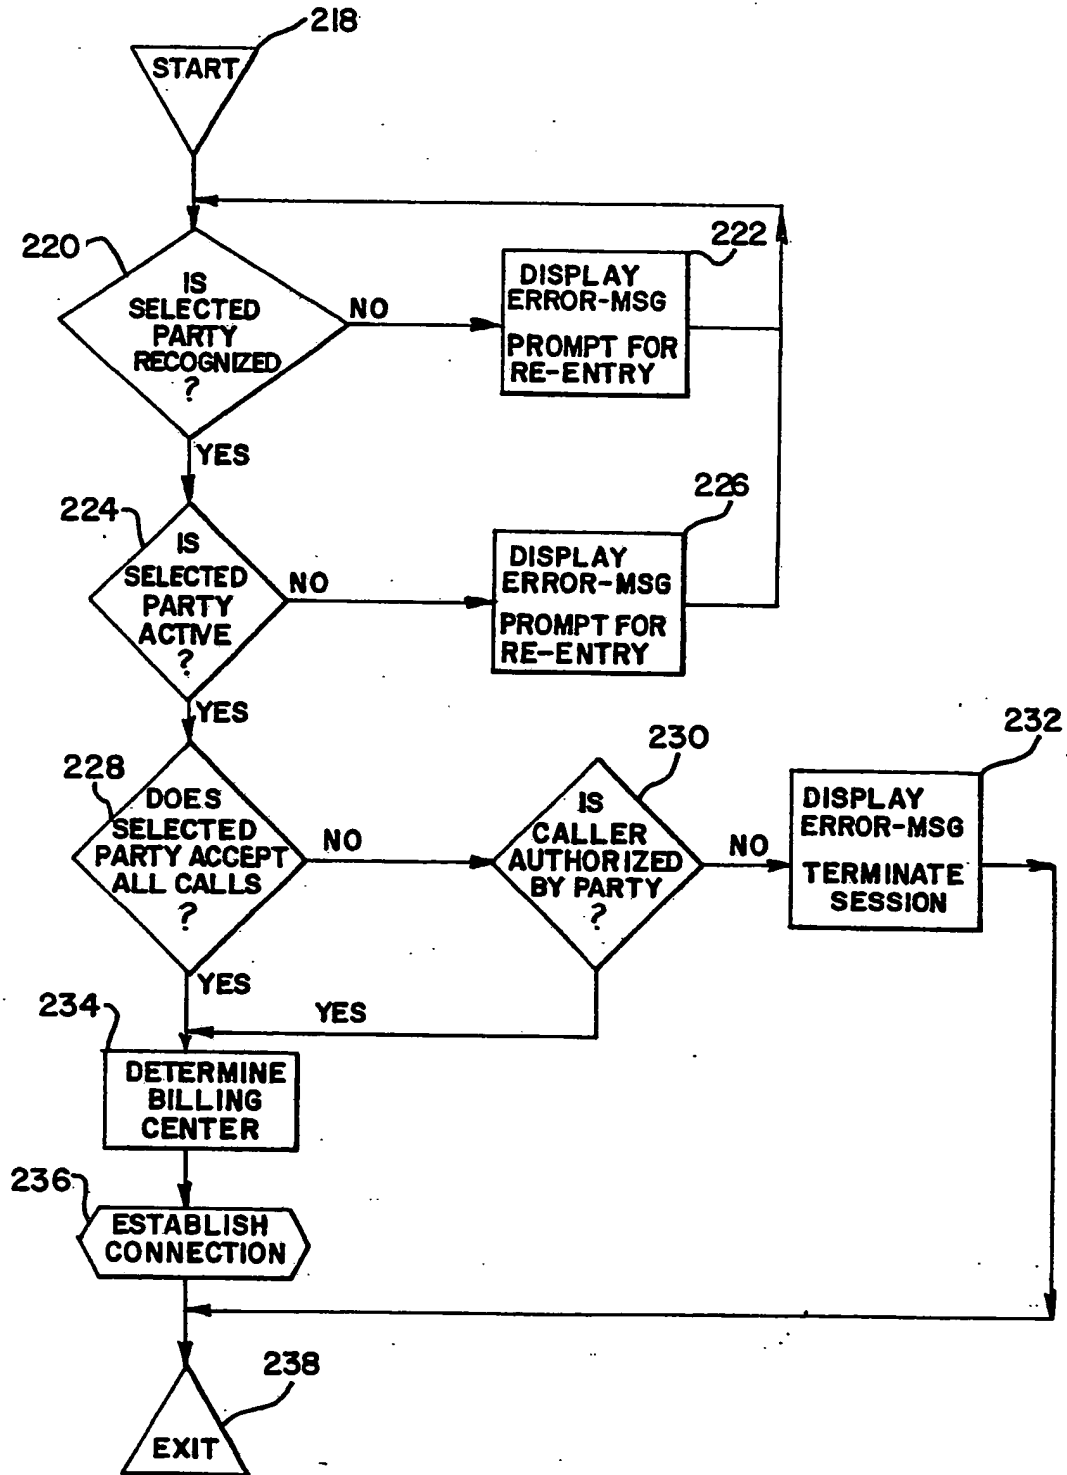 218
START
220
IS
SELECTED
PARTY
RECOGNIZED
?
NO
222
DISPLAY
ERROR-MSG
PROMPT FOR
RE-ENTRY
YES
224
IS
SELECTED
PARTY
ACTIVE
?
NO
226
DISPLAY
ERROR-MSG
PROMPT FOR
RE-ENTRY
YES
228
DOES
SELECTED
PARTY ACCEPT
ALL CALLS
?
NO
230
IS
CALLER
AUTHORIZED
BY PARTY
?
NO
232
DISPLAY
ERROR-MSG
TERMINATE
SESSION
YES
YES
234
DETERMINE
BILLING
CENTER
236
ESTABLISH
CONNECTION
238
EXIT